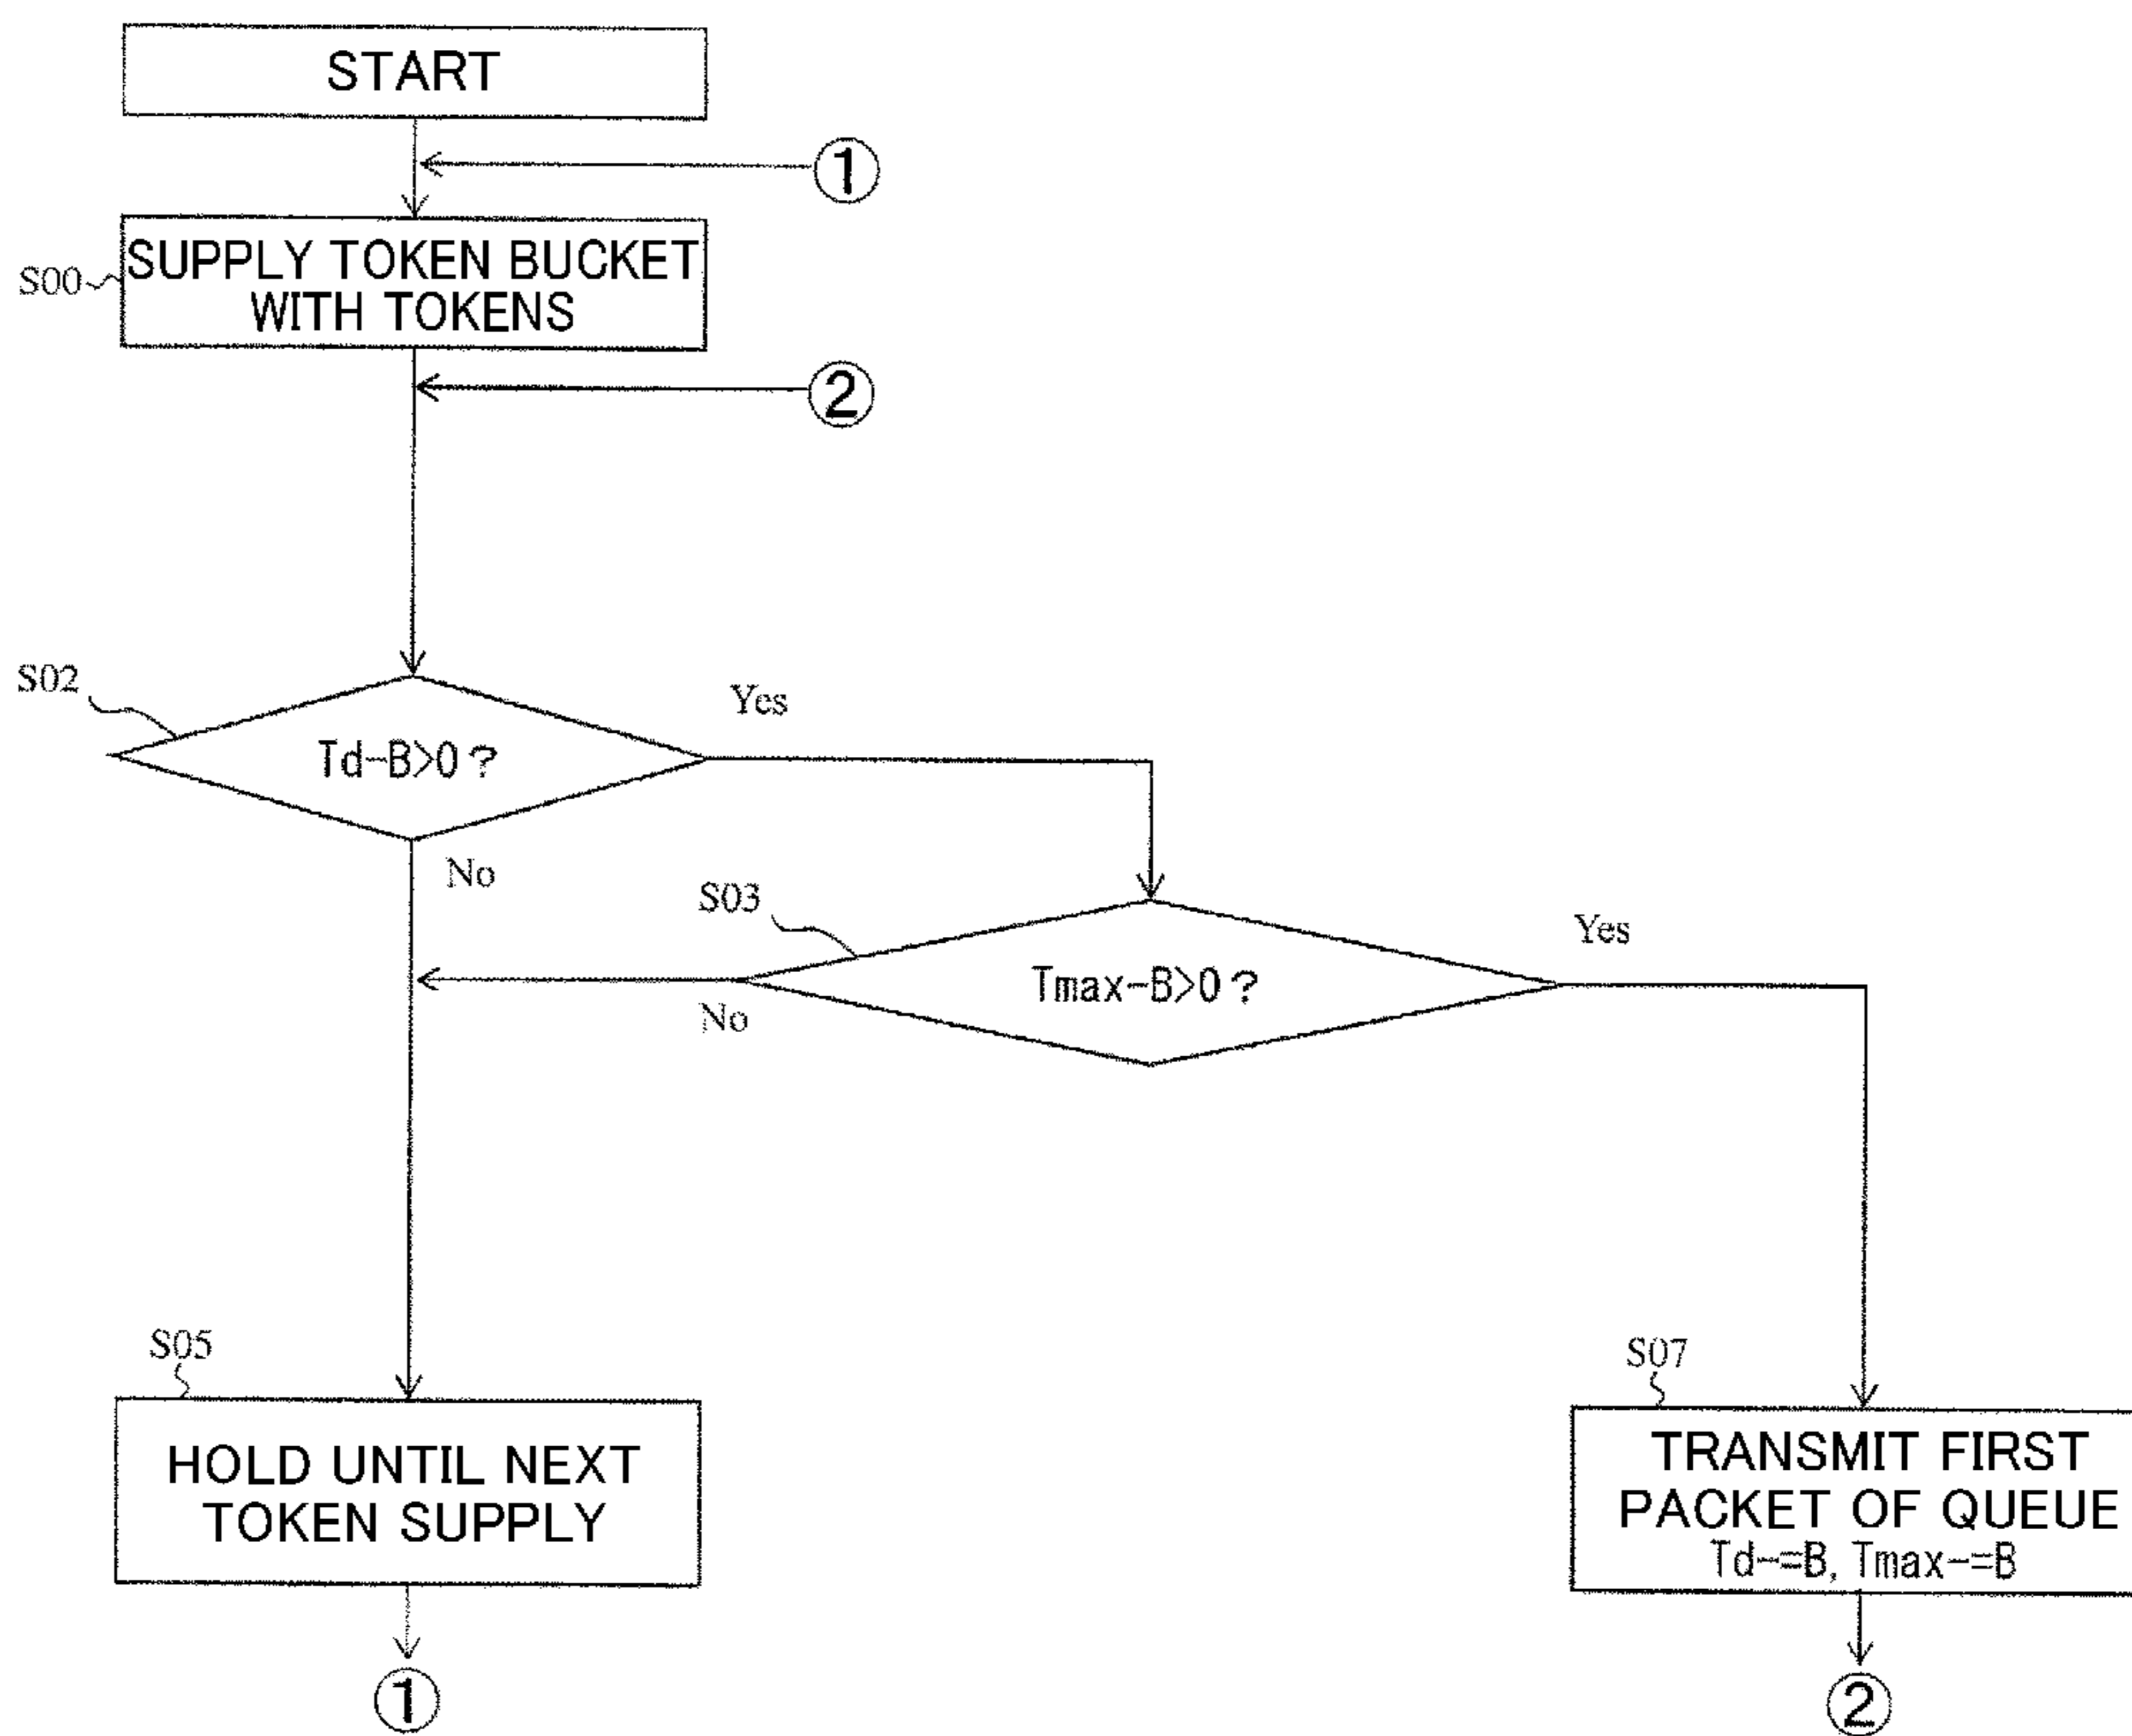 START
①
S00
SUPPLY TOKEN BUCKET
WITH TOKENS
②
S02
Td-B>0?
Yes
No
S03
Tmax-B>0?
Yes
No
S05
HOLD UNTIL NEXT
TOKEN SUPPLY
①
S07
TRANSMIT FIRST
PACKET OF QUEUE
Td-=B, Tmax-=B
②